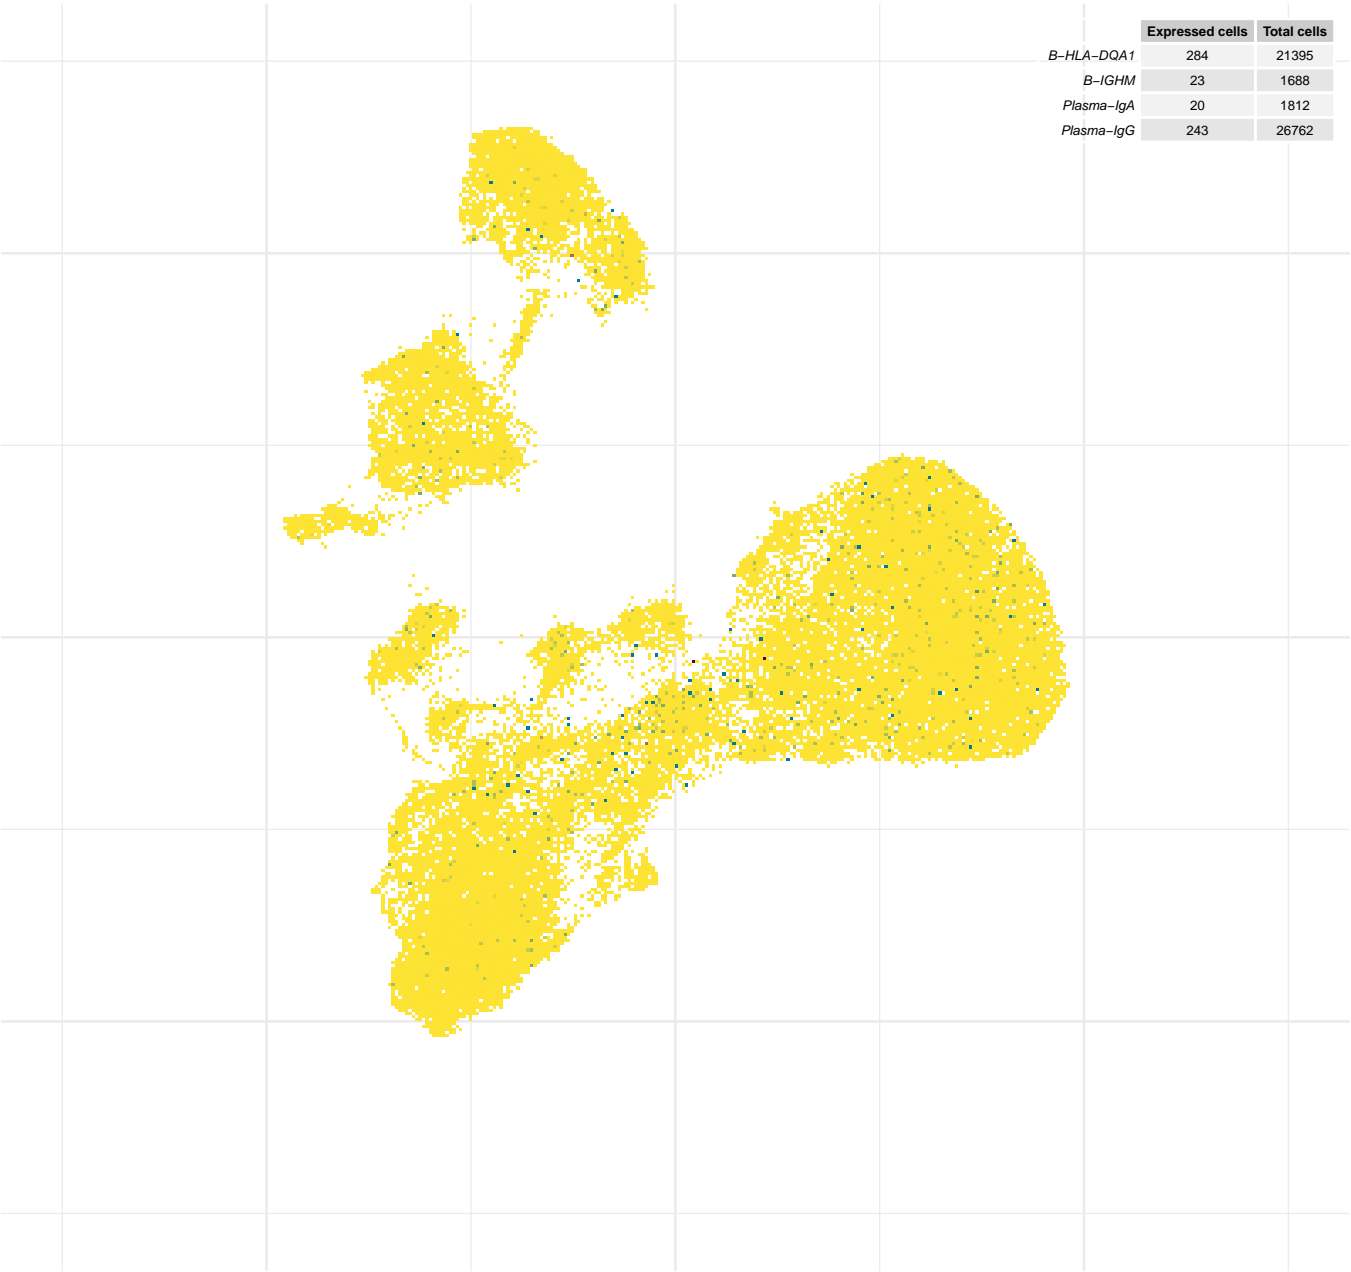 Expressed cells Total cells
B−HLA−DQA1 284 21395
B−IGHM 23 1688
Plasma−IgA 20 1812
Plasma−IgG 243 26762